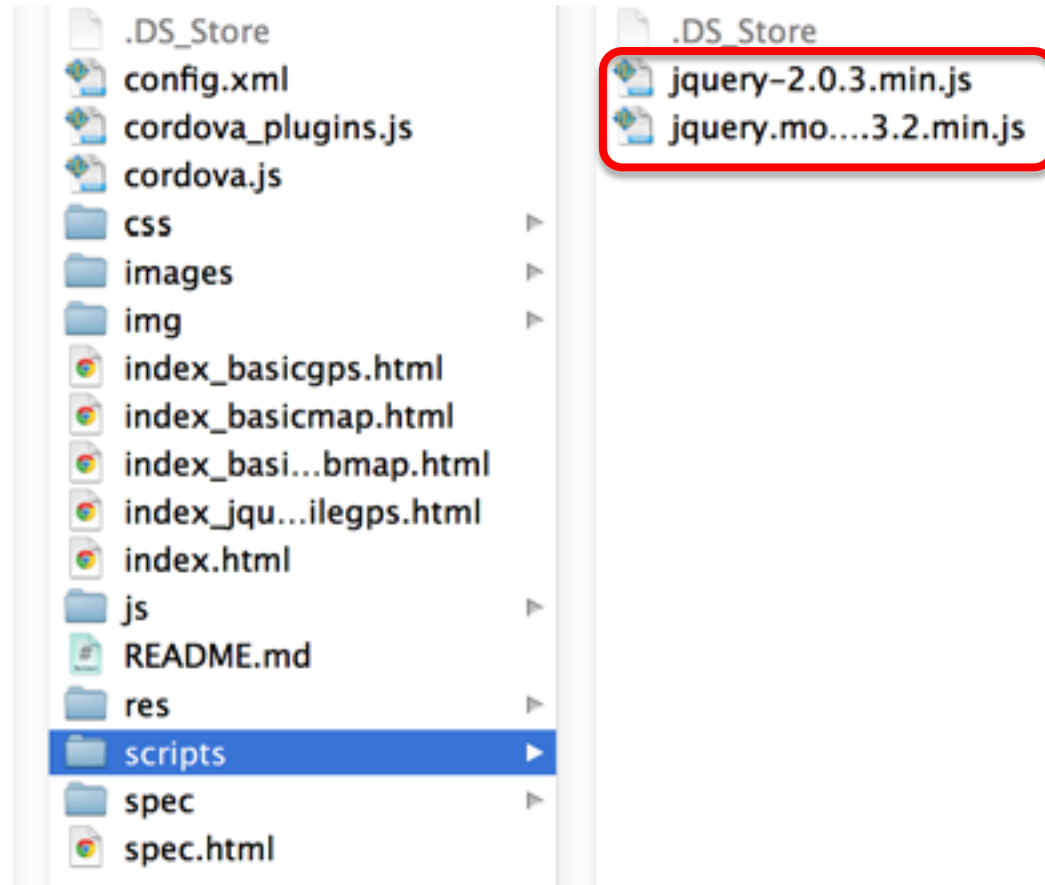 .DS_Store
config.xml
cordova_plugins.js
cordova.js
css
images
img
index_basicgps.html
index_basicmap.html
index_basi...bmap.html
index_jqu...ilegps.html
index.html
js
README.md
res
scripts
spec
spec.html
.DS_Store
jquery-2.0.3.min.js
jquery.mo....3.2.min.js